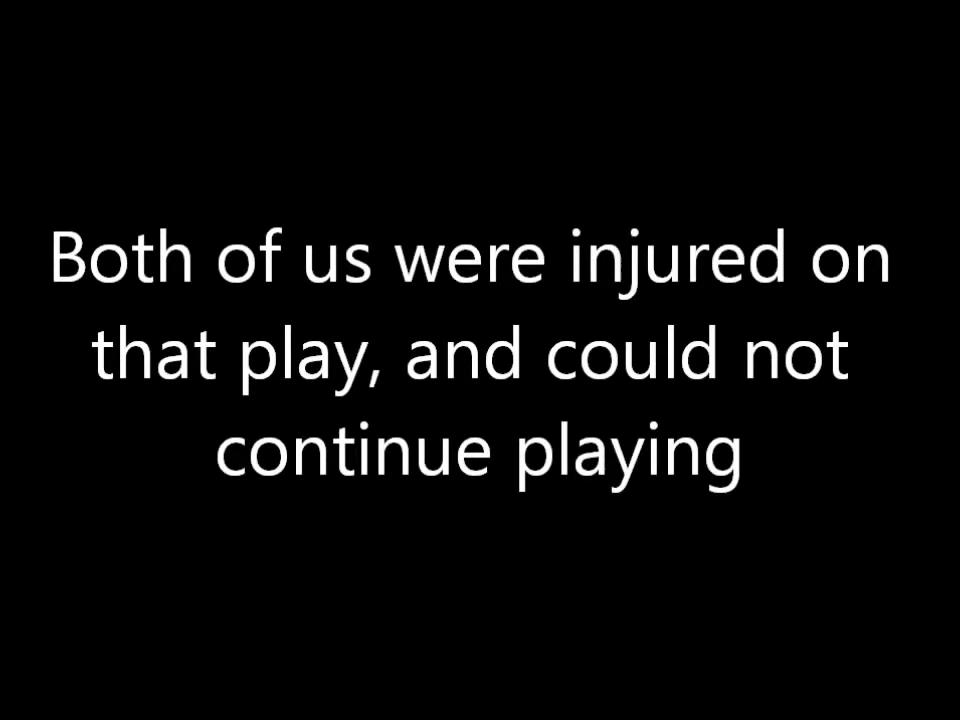 Both of us were injured on
that play, and could not
continue playing